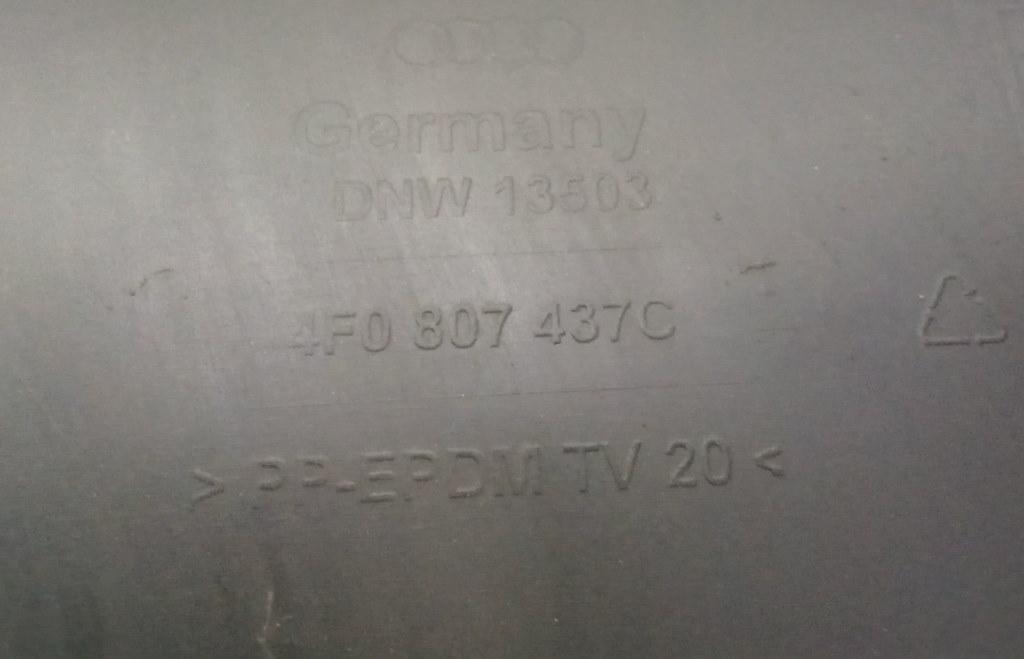 Germany
DNW 13503
4F0 807 437C
> PP-EPDM TV 20 <